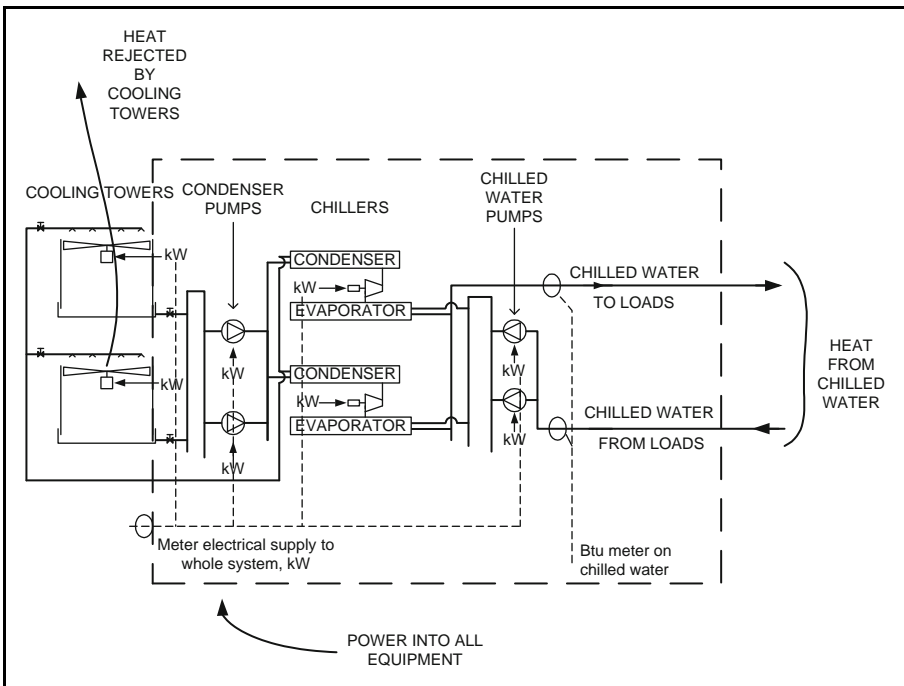 HEAT
REJECTED
BY
COOLING
TOWERS
COOLING TOWERS
CONDENSER
PUMPS
CHILLERS
CHILLED
WATER
PUMPS
kW
CONDENSER
kW
EVAPORATOR
CHILLED WATER
TO LOADS
kW
kW
HEAT
FROM
CHILLED
WATER
kW
CONDENSER
kW
EVAPORATOR
kW
kW
CHILLED WATER
FROM LOADS
Meter electrical supply to
whole system, kW
Btu meter on
chilled water
POWER INTO ALL
EQUIPMENT